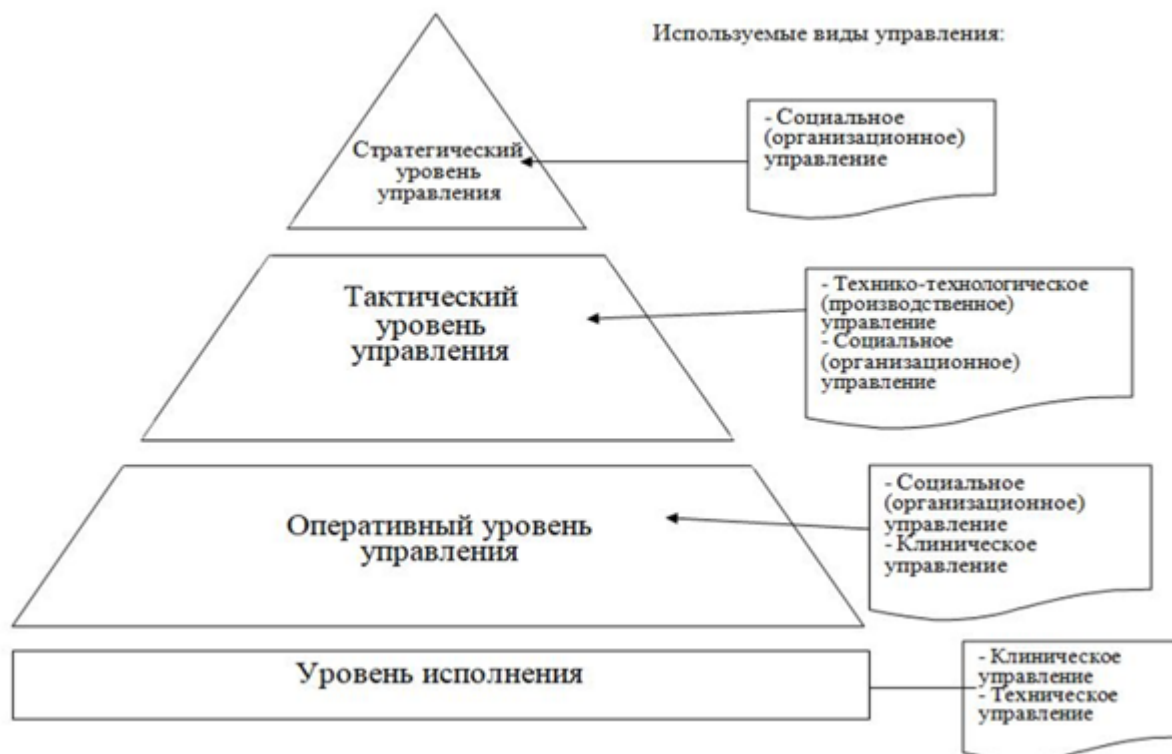 Используемые виды управления:
- Социальное
(организационное)
управление
Стратегический
уровень
управления
- Технико-технологическое
(производственное)
управление
- Социальное
(организационное)
управление
Тактический
уровень
управления
- Социальное
(организационное)
управление
- Клиническое
управление
Оперативный уровень
управления
Уровень исполнения
- Клиническое
управление
- Техническое
управление